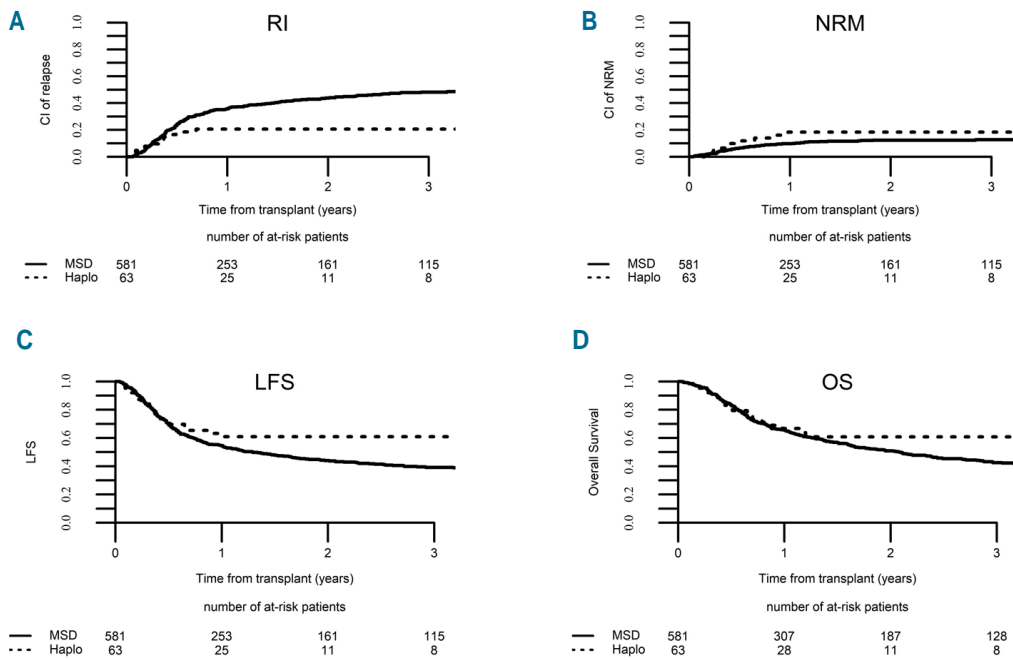 A
RI
CI of relapse
1.0
0.8
0.6
0.4
0.2
0.0
0 1 2 3
Time from transplant (years)
number of at-risk patients
MSD 581 253 161 115
Haplo 63 25 11 8
B
NRM
CI of NRM
1.0
0.8
0.6
0.4
0.2
0.0
0 1 2 3
Time from transplant (years)
number of at-risk patients
MSD 581 253 161 115
Haplo 63 25 11 8
C
LFS
LFS
1.0
0.8
0.6
0.4
0.2
0.0
0 1 2 3
Time from transplant (years)
number of at-risk patients
MSD 581 253 161 115
Haplo 63 25 11 8
D
OS
Overall Survival
1.0
0.8
0.6
0.4
0.2
0.0
0 1 2 3
Time from transplant (years)
number of at-risk patients
MSD 581 307 187 128
Haplo 63 28 11 8